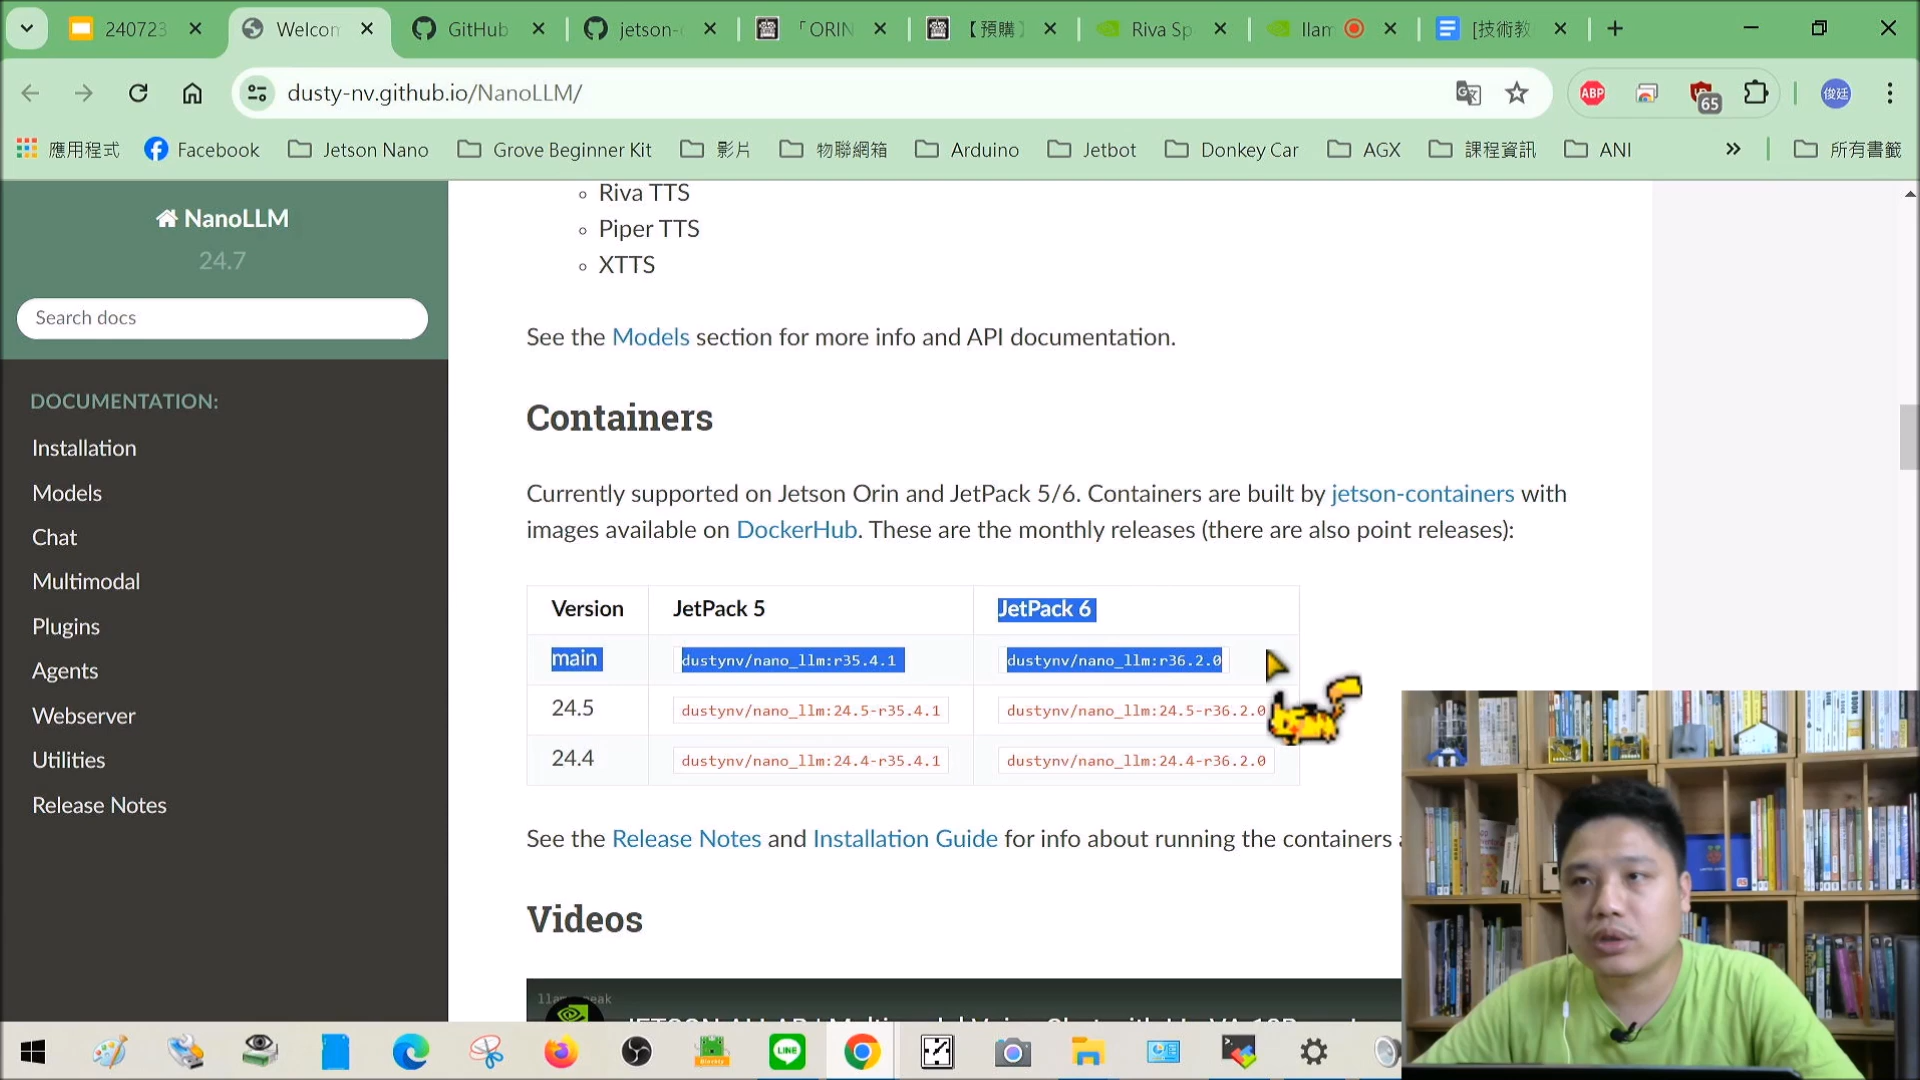 240723
Welcon
GitHub
jetson-
「ORIN
【預購】
Riva Sp
llam
[技術教
dusty-nv.github.io/NanoLLM/
ABP
65
俊廷
應用程式
Facebook
Jetson Nano
Grove Beginner Kit
影片
物聯網箱
Arduino
Jetbot
Donkey Car
AGX
課程資訊
ANI
所有書籤
NanoLLM
24.7
Search docs
DOCUMENTATION:
Installation
Models
Chat
Multimodal
Plugins
Agents
Webserver
Utilities
Release Notes
Riva TTS
Piper TTS
XTTS
See the Models section for more info and API documentation.
Containers
Currently supported on Jetson Orin and JetPack 5/6. Containers are built by jetson-containers with
images available on DockerHub. These are the monthly releases (there are also point releases):
Version JetPack 5 JetPack 6
main dustynv/nano_llm:r35.4.1 dustynv/nano_llm:r36.2.0
24.5 dustynv/nano_llm:24.5-r35.4.1 dustynv/nano_llm:24.5-r36.2.0
24.4 dustynv/nano_llm:24.4-r35.4.1 dustynv/nano_llm:24.4-r36.2.0
See the Release Notes and Installation Guide for info about running the containers
Videos
LINE